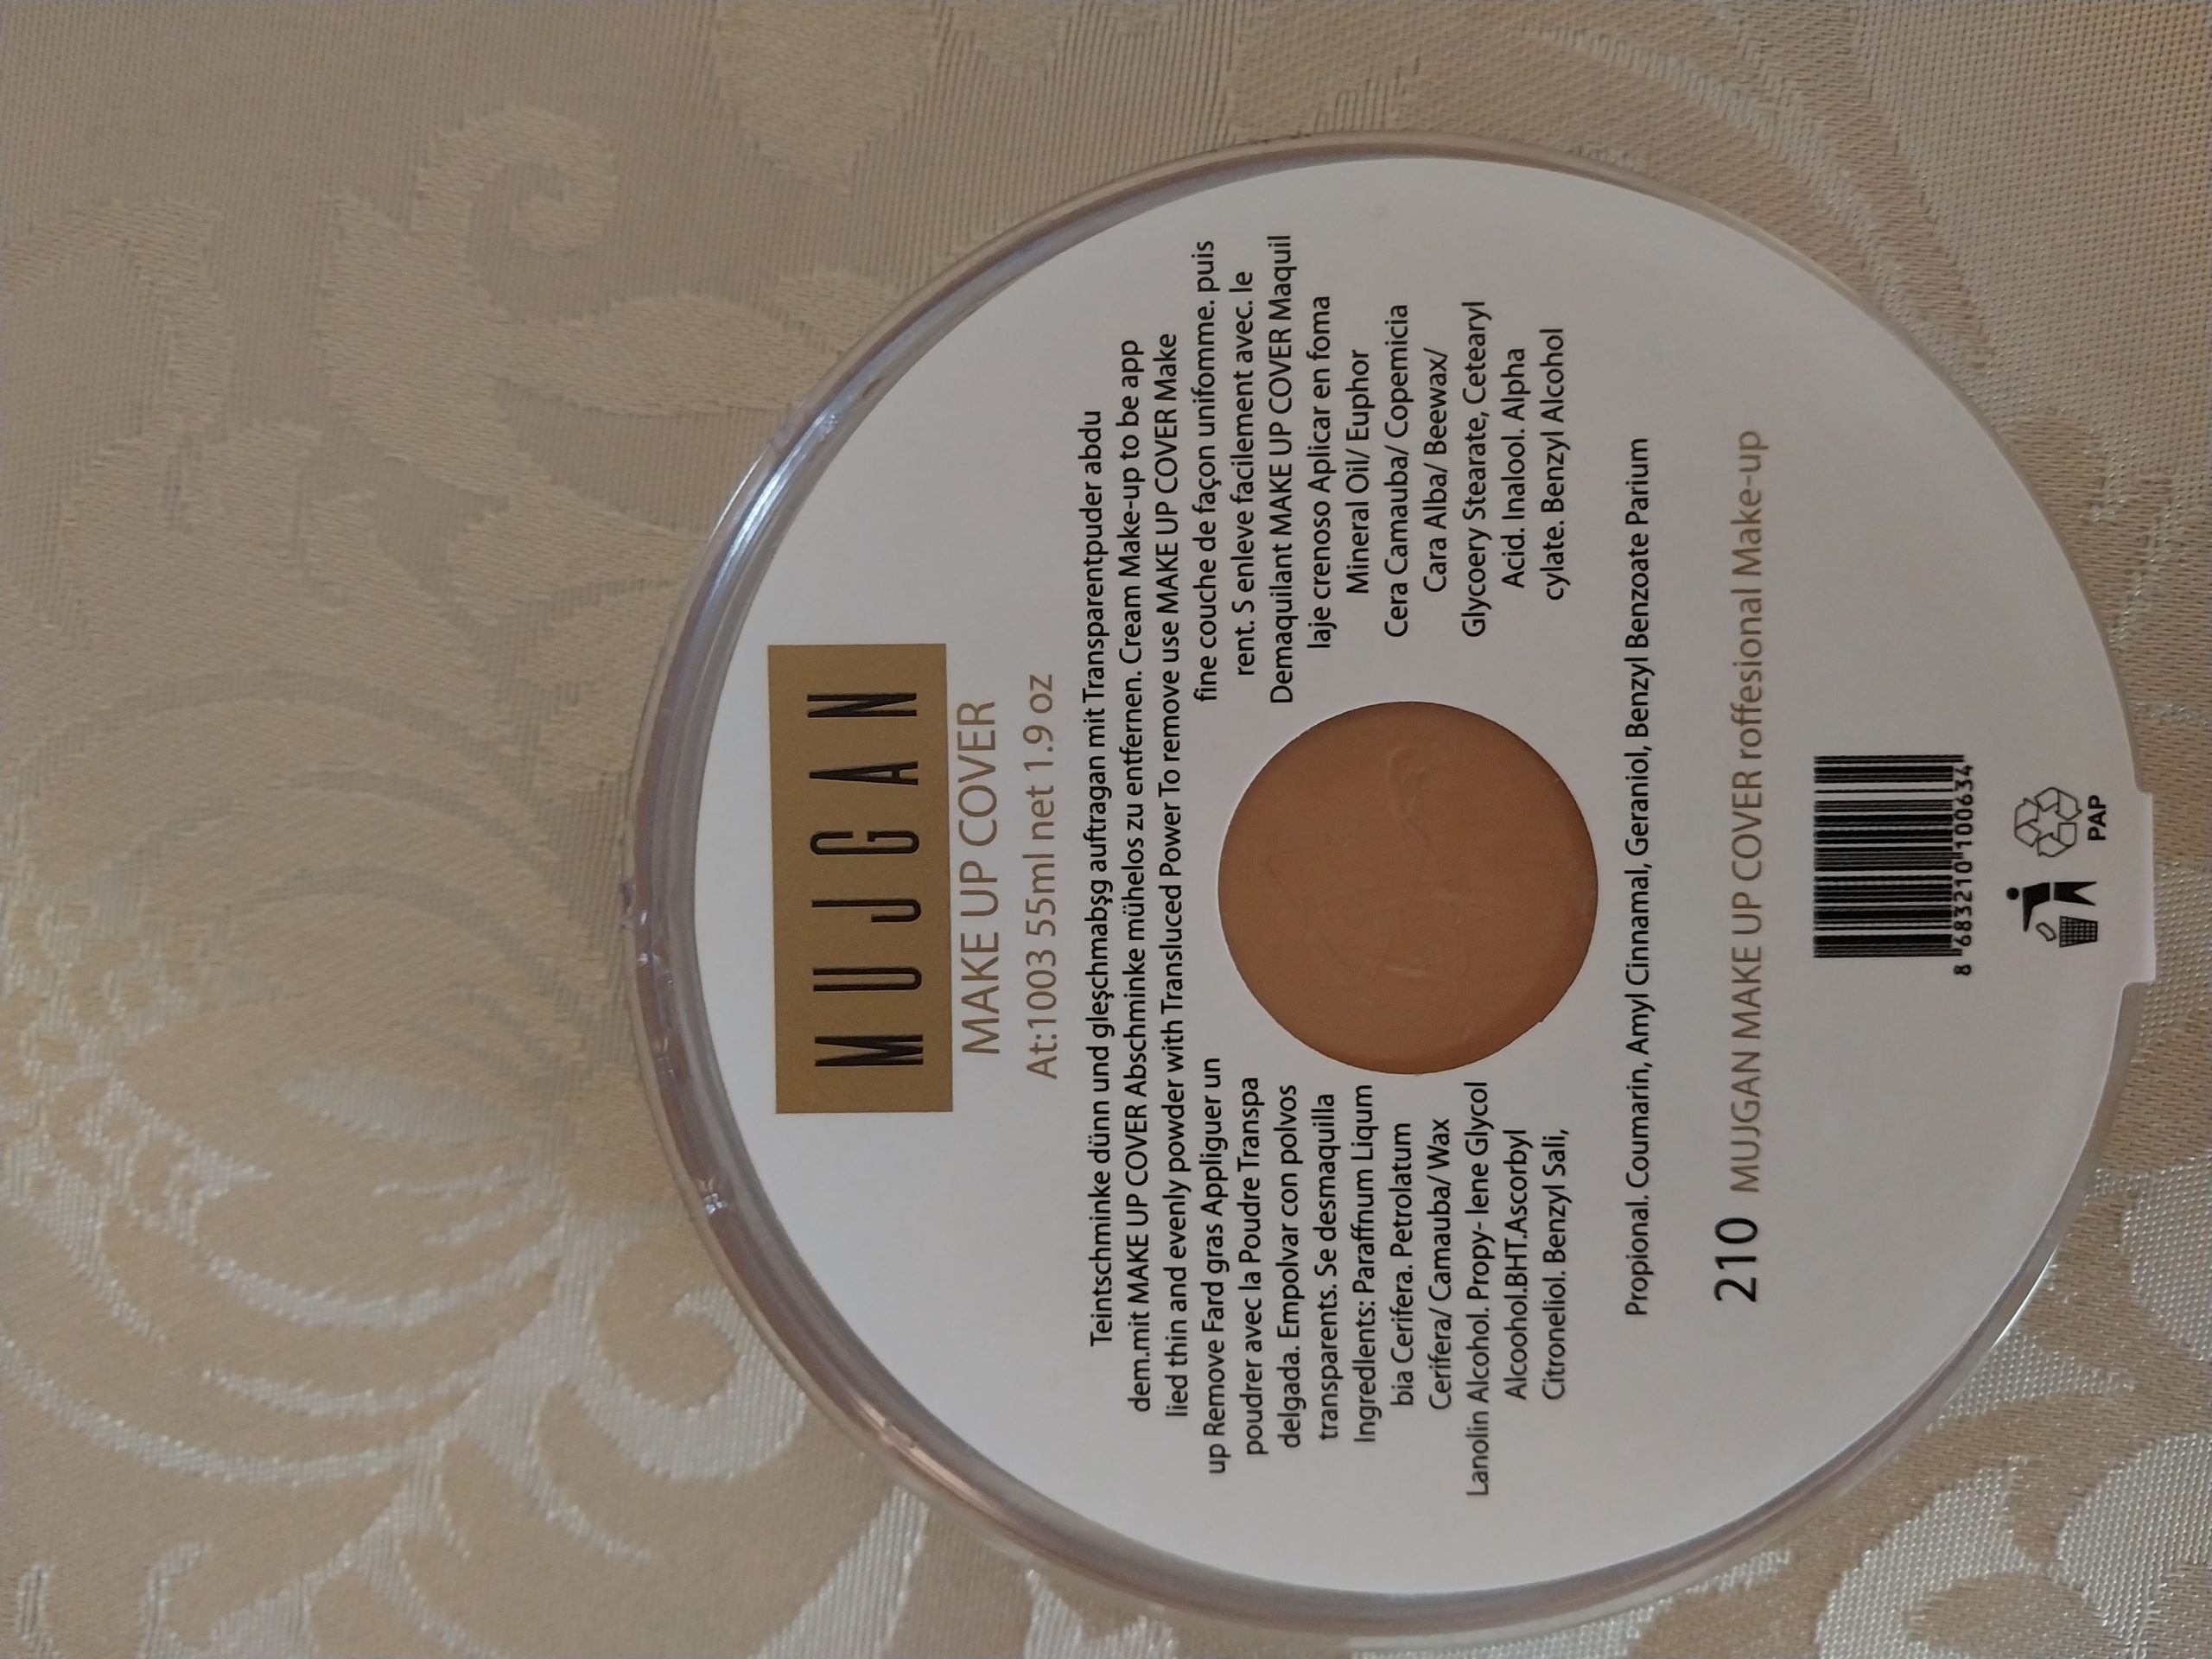 MUJGAN
MAKE UP COVER
At:1003 55ml net 1.9 oz
Teintschminke dünn und gleşchmabşg auftragan mit Transparentpuder abdu
dem.mit MAKE UP COVER Abschminke mühelos zu entfernen. Cream Make-up to be app
lied thin and evenly powder with Transluced Power To remove use MAKE UP COVER Make
up Remove Fard gras Appliguer un fine couche de façon unifomme. puis
poudrer avec la Poudre Transpa rent. S enleve facilement avec. le
delgada. Empolvar con polvos Demaquilant MAKE UP COVER Maquil
transparents. Se desmaquilla laje crenoso Aplicar en foma
Ingredlents: Paraffnum Liqum Mineral Oil/ Euphor
bia Cerifera. Petrolatum Cera Camauba/ Copemicia
Cerifera/ Camauba/ Wax Cara Alba/ Beewax/
Lanolin Alcohol. Propy- lene Glycol Glycoery Stearate, Cetearyl
Alcoohol.BHT.Ascorbyl Acid. Inalool. Alpha
Citroneliol. Benzyl Sali, cylate. Benzyl Alcohol
Propional. Coumarin, Amyl Cinnamal, Geraniol, Benzyl Benzoate Parium
210 MUJGAN MAKE UP COVER roffesional Make-up
8 683210 100634
PAP